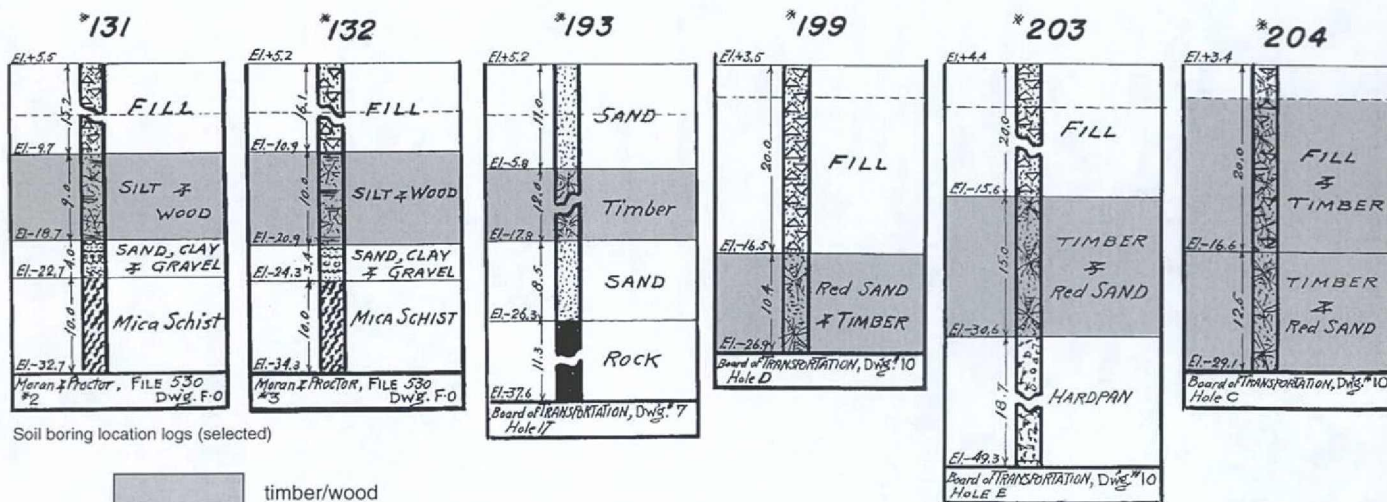 *131
El.+5.5
15.2
FILL
El.-9.7
9.0
SILT &
WOOD
El.-18.7
4.0
SAND, CLAY
& GRAVEL
El.-22.7
10.0
Mica Schist
El.-32.7
Moran & Proctor, FILE 530
#2 Dwg. F-0
*132
El.+5.2
16.1
FILL
El.-10.9
10.0
SILT & WOOD
El.-20.9
3.4
SAND, CLAY
& GRAVEL
El.-24.3
10.0
MICA SCHIST
El.-34.3
Moran & Proctor, FILE 530
#3 Dwg. F-0
*193
El.+5.2
11.0
SAND
El.-5.8
12.0
Timber
El.-17.8
8.5
SAND
El.-26.3
11.3
ROCK
El.-37.6
Board of TRANSPORTATION, Dwg.#7
Hole 17
*199
El.+3.5
20.0
FILL
El.-16.5
10.4
Red SAND
& TIMBER
El.-26.9
Board of TRANSPORTATION, Dwg.#10
Hole D
*203
El.+4.4
20.0
FILL
El.-15.6
15.0
TIMBER
&
Red SAND
El.-30.6
18.7
HARDPAN
El.-49.3
Board of TRANSPORTATION, Dwg.#10
HOLE E
*204
El.+3.4
20.0
FILL
&
TIMBER
El.-16.6
12.5
TIMBER
&
Red SAND
El.-29.1
Board of TRANSPORTATION, Dwg.#10
Hole C
Soil boring location logs (selected)
timber/wood